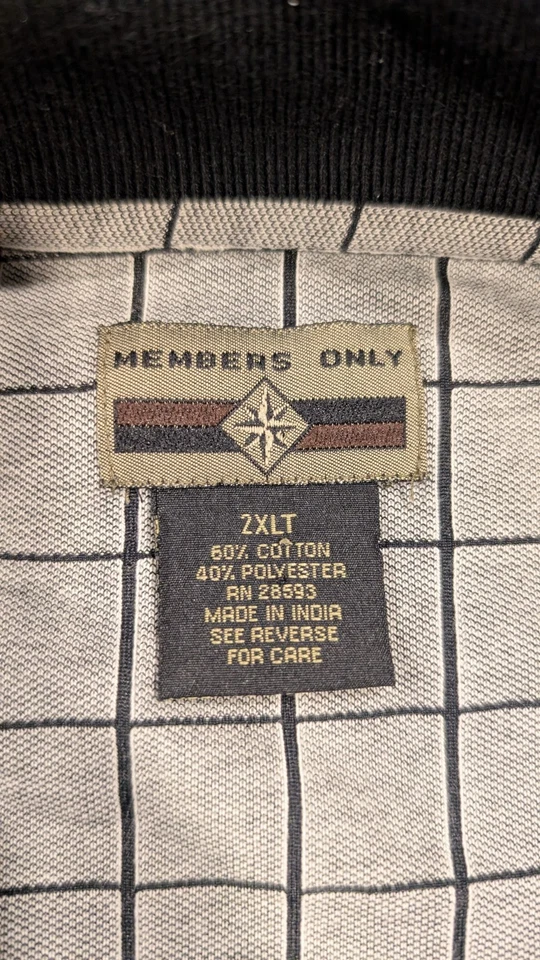 MEMBERS ONLY
2XLT
60% COTTON
40% POLYESTER
RN 28593
MADE IN INDIA
SEE REVERSE
FOR CARE